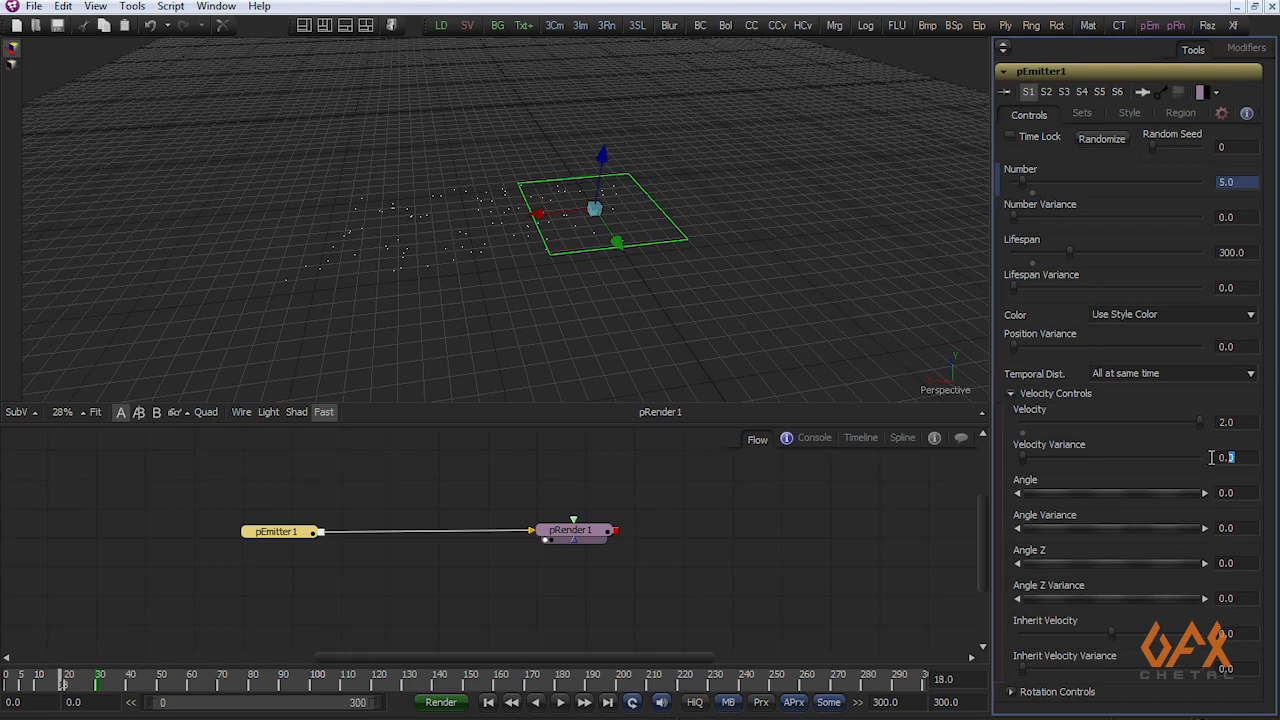 File Edit View Tools Script Window Help
LD SV BG Txt+ 3Cm 3Im 3Rn 3SL Blur BC Bol CC CCv HCv Mrg Log FLU Bmp BSp Elp Ply Rng Rct Mat CT pEm pRn Rsz Xf
Tools Modifiers
pEmitter1
S1 S2 S3 S4 S5 S6
Controls Sets Style Region
Time Lock Randomize Random Seed 0
Number
5.0
Number Variance
0.0
Lifespan
300.0
Lifespan Variance
0.0
Color Use Style Color
Position Variance
0.0
Temporal Dist. All at same time
Velocity Controls
Velocity
2.0
Velocity Variance
0.0
Angle
0.0
Angle Variance
0.0
Angle Z
0.0
Angle Z Variance
0.0
Inherit Velocity
Inherit Velocity Variance
Rotation Controls
Y
Perspective
SubV 28% Fit A B Quad Wire Light Shad Fast pRender1
Flow Console Timeline Spline
pEmitter1 pRender1
GFX
CHETAL
0 5 10 20 30 40 50 60 70 80 90 100 110 120 130 140 150 160 170 180 190 200 210 220 230 240 250 260 270 280 290 18.0
18
0.0 0.0 << 0 300 Render HiQ MB Prx APrx Some >> 300.0 300.0